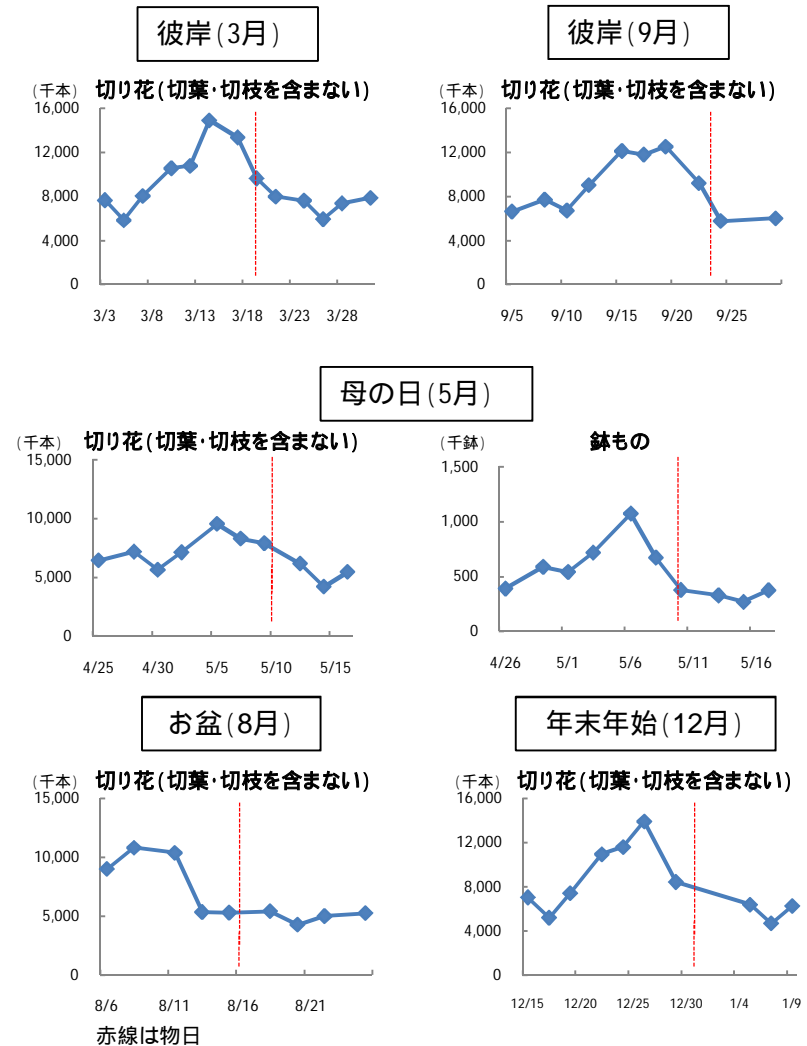 彼岸(3月)
彼岸(9月)
(千本) 切り花(切葉・切枝を含まない)
16,000
12,000
8,000
4,000
0
3/3 3/8 3/13 3/18 3/23 3/28
(千本) 切り花(切葉・切枝を含まない)
16,000
12,000
8,000
4,000
0
9/5 9/10 9/15 9/20 9/25
母の日(5月)
(千本) 切り花(切葉・切枝を含まない)
15,000
10,000
5,000
0
4/25 4/30 5/5 5/10 5/15
(千鉢) 鉢もの
1,500
1,000
500
0
4/26 5/1 5/6 5/11 5/16
お盆(8月)
年末年始(12月)
(千本) 切り花(切葉・切枝を含まない)
15,000
10,000
5,000
0
8/6 8/11 8/16 8/21
赤線は物日
(千本) 切り花(切葉・切枝を含まない)
16,000
12,000
8,000
4,000
0
12/15 12/20 12/25 12/30 1/4 1/9